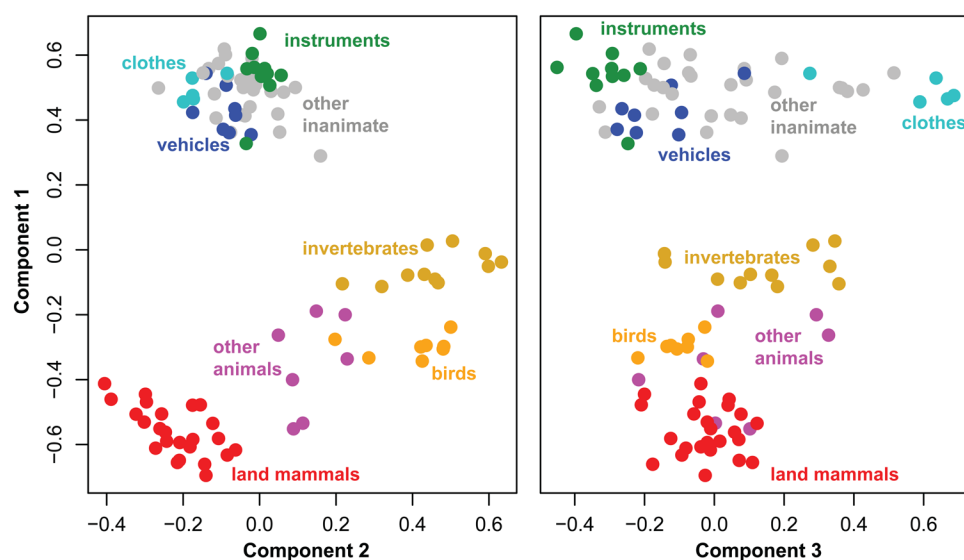 instruments
clothes
other
inanimate
vehicles
invertebrates
other
animals
birds
land mammals
0.6
0.4
0.2
0.0
−0.2
−0.4
−0.6
Component 1
−0.4 −0.2 0.0 0.2 0.4 0.6
Component 2
instruments
other
inanimate
clothes
vehicles
invertebrates
birds
other
animals
land mammals
−0.4 −0.2 0.0 0.2 0.4 0.6
Component 3